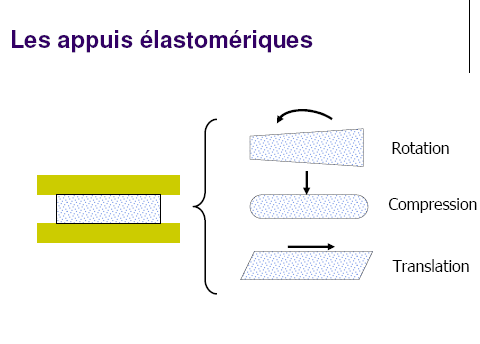 Les appuis élastomériques
Rotation
Compression
Translation